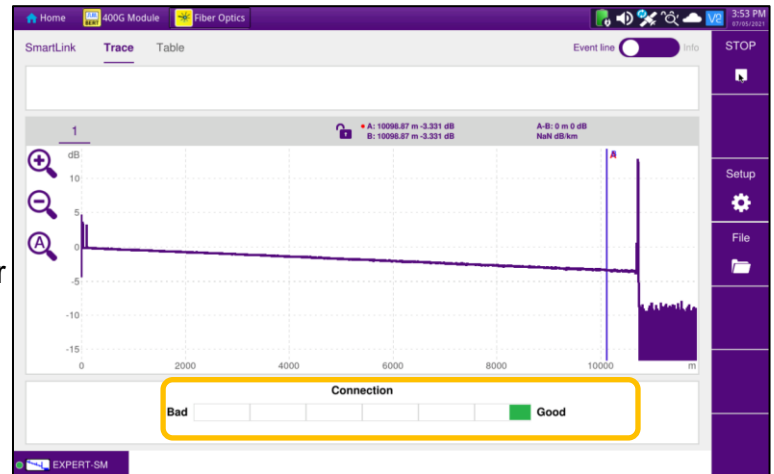 Home 400G Module Fiber Optics V2 3:53 PM
07/05/2021
SmartLink Trace Table Event line Info STOP
1 A: 10098.87 m -3.331 dB A-B: 0 m 0 dB
B: 10098.87 m -3.331 dB NaN dB/km
dB
10
5
0
-5
-10
-15
0 2000 4000 6000 8000 10000 m
A
A
Setup
File
r
Connection
Bad Good
EXPERT-SM